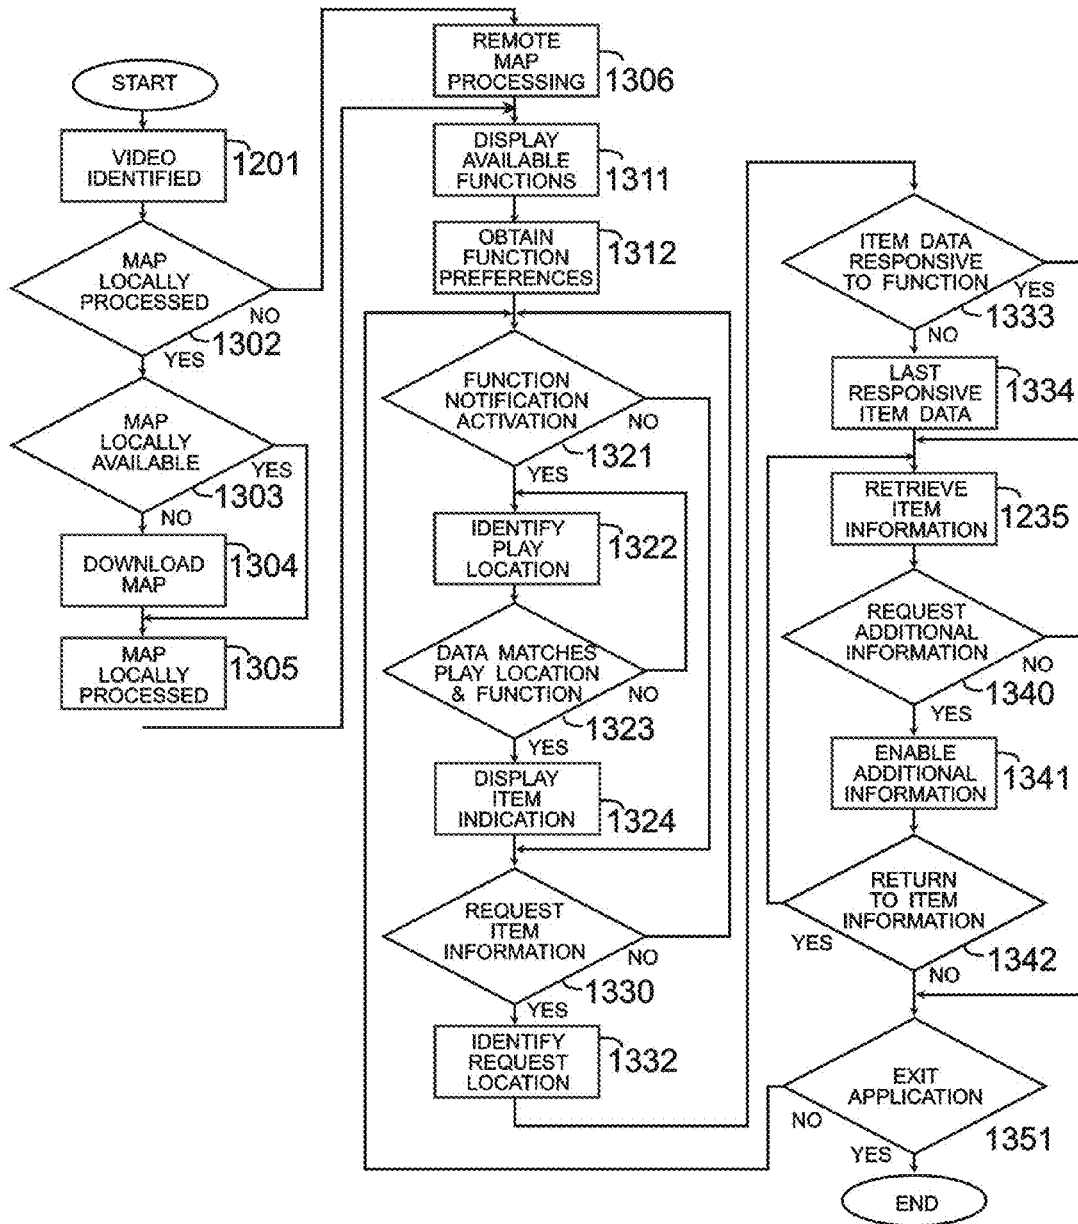 START
VIDEO
IDENTIFIED
1201
MAP
LOCALLY
PROCESSED
NO
1302
YES
MAP
LOCALLY
AVAILABLE
YES
1303
NO
DOWNLOAD
MAP
1304
MAP
LOCALLY
PROCESSED
1305
REMOTE
MAP
PROCESSING
1306
DISPLAY
AVAILABLE
FUNCTIONS
1311
OBTAIN
FUNCTION
PREFERENCES
1312
FUNCTION
NOTIFICATION
ACTIVATION
NO
1321
YES
IDENTIFY
PLAY
LOCATION
1322
DATA MATCHES
PLAY LOCATION
& FUNCTION
NO
1323
YES
DISPLAY
ITEM
INDICATION
1324
REQUEST
ITEM
INFORMATION
NO
1330
YES
IDENTIFY
REQUEST
LOCATION
1332
ITEM DATA
RESPONSIVE
TO FUNCTION
YES
1333
NO
LAST
RESPONSIVE
ITEM DATA
1334
RETRIEVE
ITEM
INFORMATION
1235
REQUEST
ADDITIONAL
INFORMATION
NO
1340
YES
ENABLE
ADDITIONAL
INFORMATION
1341
RETURN
TO ITEM
INFORMATION
YES
1342
NO
EXIT
APPLICATION
NO
1351
YES
END